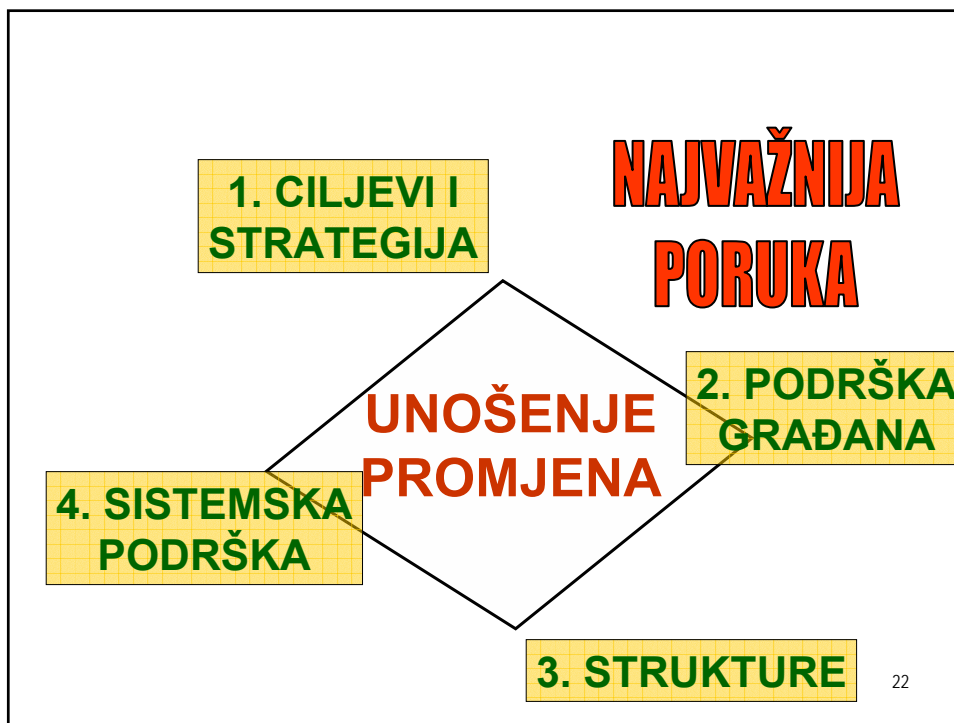 NAJVAŽNIJA
PORUKA
1. CILJEVI I
STRATEGIJA
UNOŠENJE
PROMJENA
2. PODRŠKA
GRAĐANA
4. SISTEMSKA
PODRŠKA
3. STRUKTURE
22